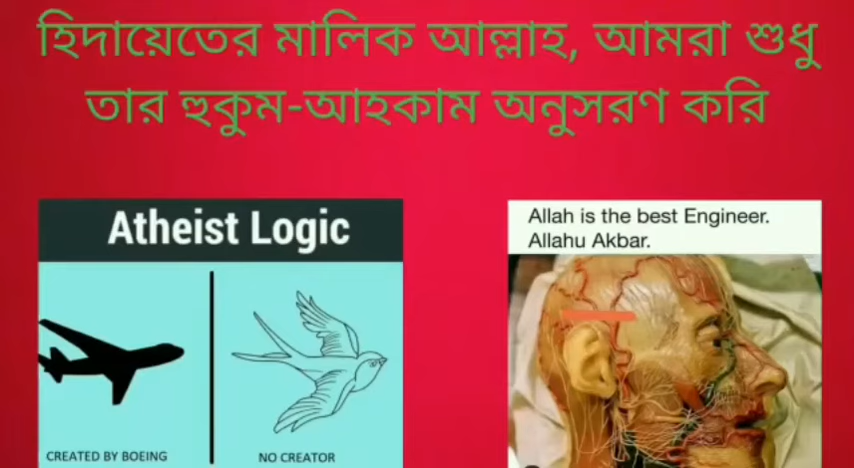 হিদায়েতের মালিক আল্লাহ, আমরা শুধু
তার হুকুম-আহকাম অনুসরণ করি
Atheist Logic
CREATED BY BOEING
NO CREATOR
Allah is the best Engineer.
Allahu Akbar.